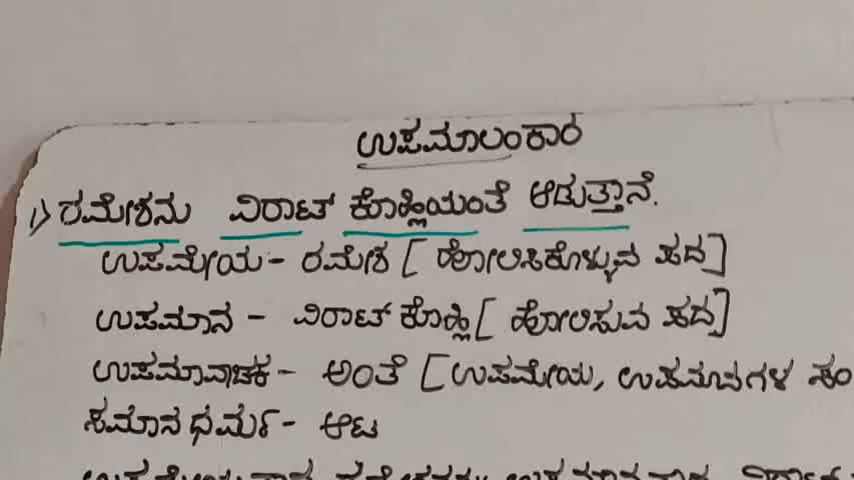 ಉಪಮಾಲಂಕಾರ
1) ರಮೇಶನು ವಿರಾಟ್ ಕೊಹ್ಲಿಯಂತೆ ಆಡುತ್ತಾನೆ.
ಉಪಮೇಯ - ರಮೇಶ [ ಹೋಲಿಸಿಕೊಳ್ಳುವ ಪದ]
ಉಪಮಾನ - ವಿರಾಟ್ ಕೊಹ್ಲಿ [ ಹೋಲಿಸುವ ಪದ]
ಉಪಮಾವಾಚಕ - ಅಂತೆ [ಉಪಮೇಯ, ಉಪಮಾನಗಳ ಸಂ
ಸಮಾನ ಧರ್ಮ - ಆಟ